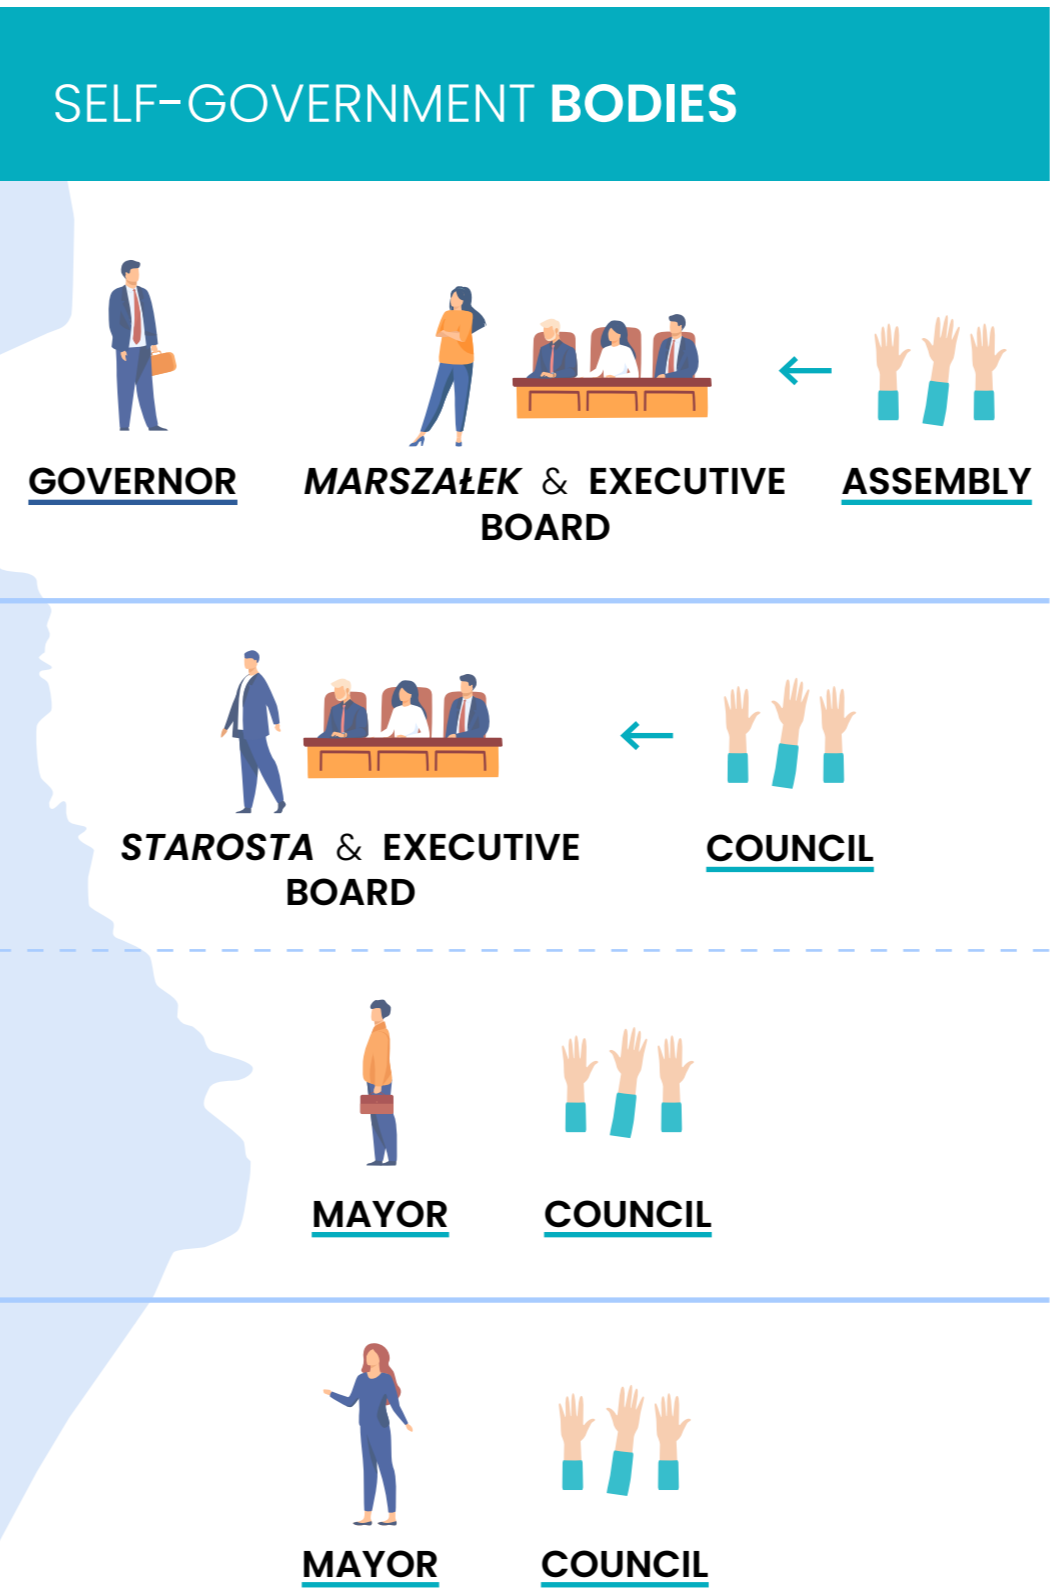 SELF-GOVERNMENT BODIES
GOVERNOR
MARSZAŁEK & EXECUTIVE
BOARD
ASSEMBLY
STAROSTA & EXECUTIVE
BOARD
COUNCIL
MAYOR
COUNCIL
MAYOR
COUNCIL